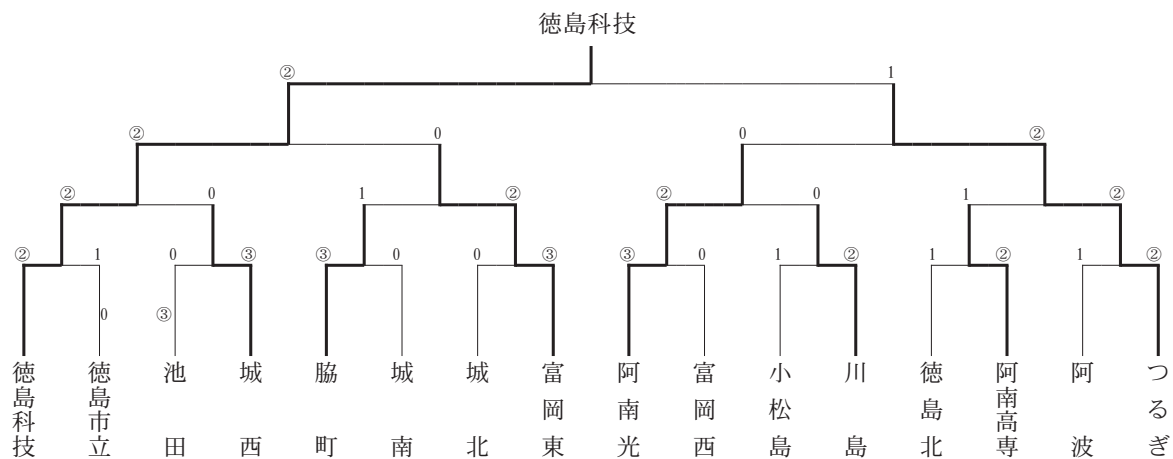 徳島科技
② 1
② 0 0 ②
② 0 1 ② ② 0 1 ②
② 1 0 ③ ③ 0 0 ③ ③ 0 1 ② 1 ② 1 ②
0 ③
徳島科技
徳島市立
池田
城西
脇町
城南
城北
富岡東
阿南光
富岡西
小松島
川島
徳島北
阿南高専
阿波
つるぎ